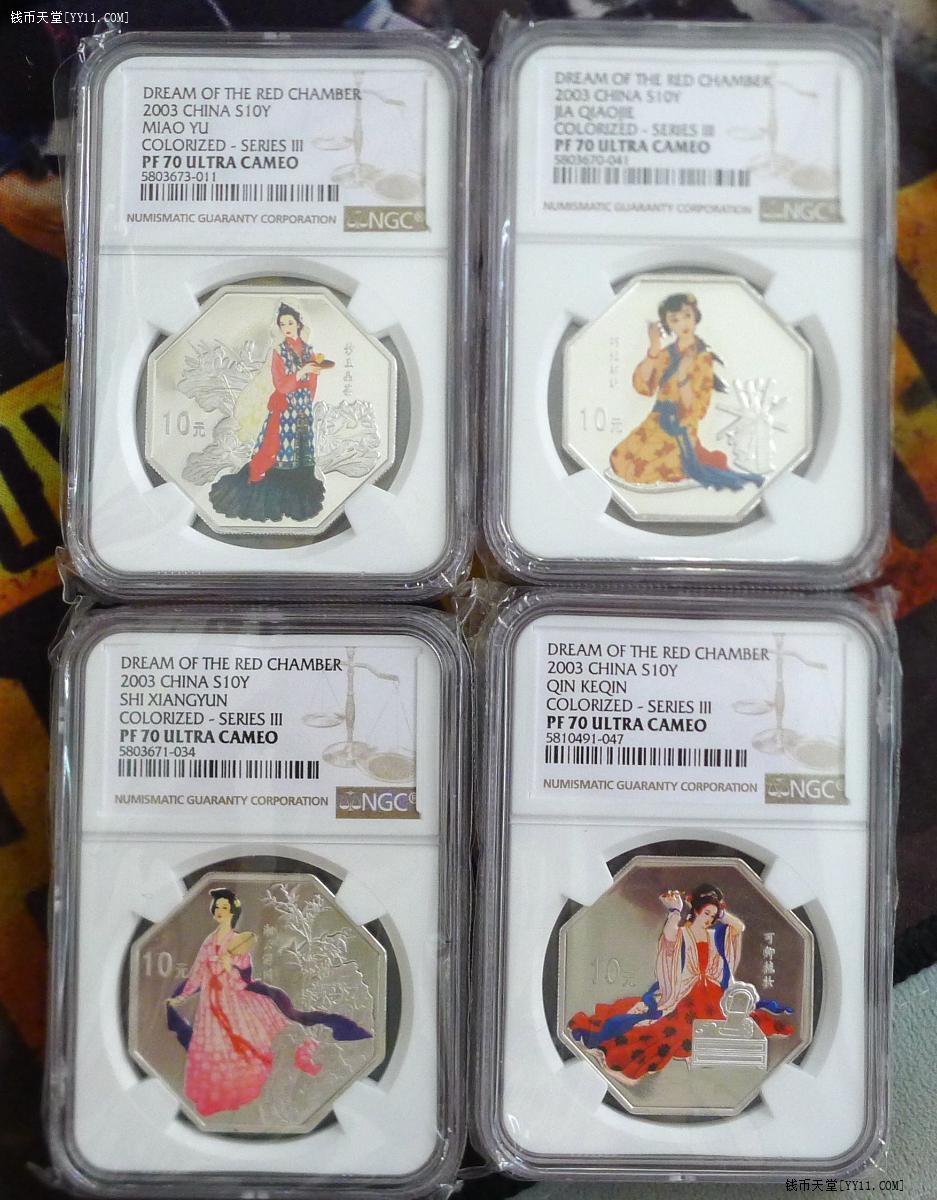 钱币天堂[YY11.COM]
DREAM OF THE RED CHAMBER
2003 CHINA S10Y
MIAO YU
COLORIZED - SERIES III
PF 70 ULTRA CAMEO
5803673-011
NUMISMATIC GUARANTY CORPORATION
NGC®
妙玉品茶
10元
DREAM OF THE RED CHAMBER
2003 CHINA S10Y
JIA QIAOJIE
COLORIZED - SERIES III
PF 70 ULTRA CAMEO
5803670-041
NUMISMATIC GUARANTY CORPORATION
NGC®
10元
DREAM OF THE RED CHAMBER
2003 CHINA S10Y
SHI XIANGYUN
COLORIZED - SERIES III
PF 70 ULTRA CAMEO
5803671-034
NUMISMATIC GUARANTY CORPORATION
NGC®
10元
DREAM OF THE RED CHAMBER
2003 CHINA S10Y
QIN KEQIN
COLORIZED - SERIES III
PF 70 ULTRA CAMEO
5810491-047
NUMISMATIC GUARANTY CORPORATION
NGC®
10元
可卿
钱币天堂[YY11.COM]